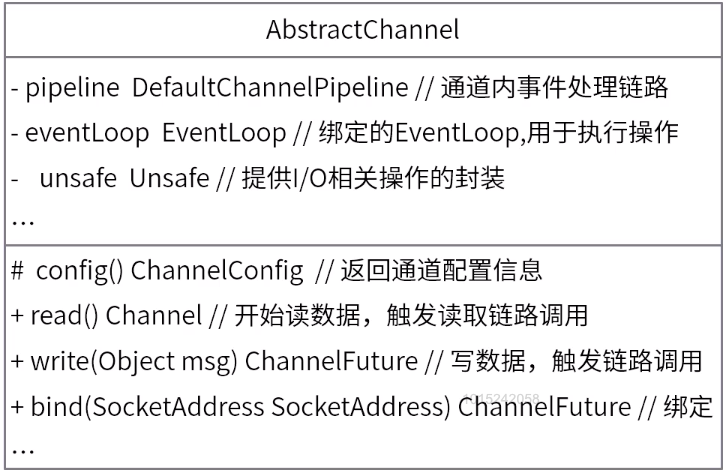 AbstractChannel
- pipeline DefaultChannelPipeline // 通道内事件处理链路
- eventLoop EventLoop // 绑定的EventLoop,用于执行操作
- unsafe Unsafe // 提供I/O相关操作的封装
...
# config() ChannelConfig // 返回通道配置信息
+ read() Channel // 开始读数据，触发读取链路调用
+ write(Object msg) ChannelFuture // 写数据，触发链路调用
+ bind(SocketAddress SocketAddress) ChannelFuture // 绑定
...